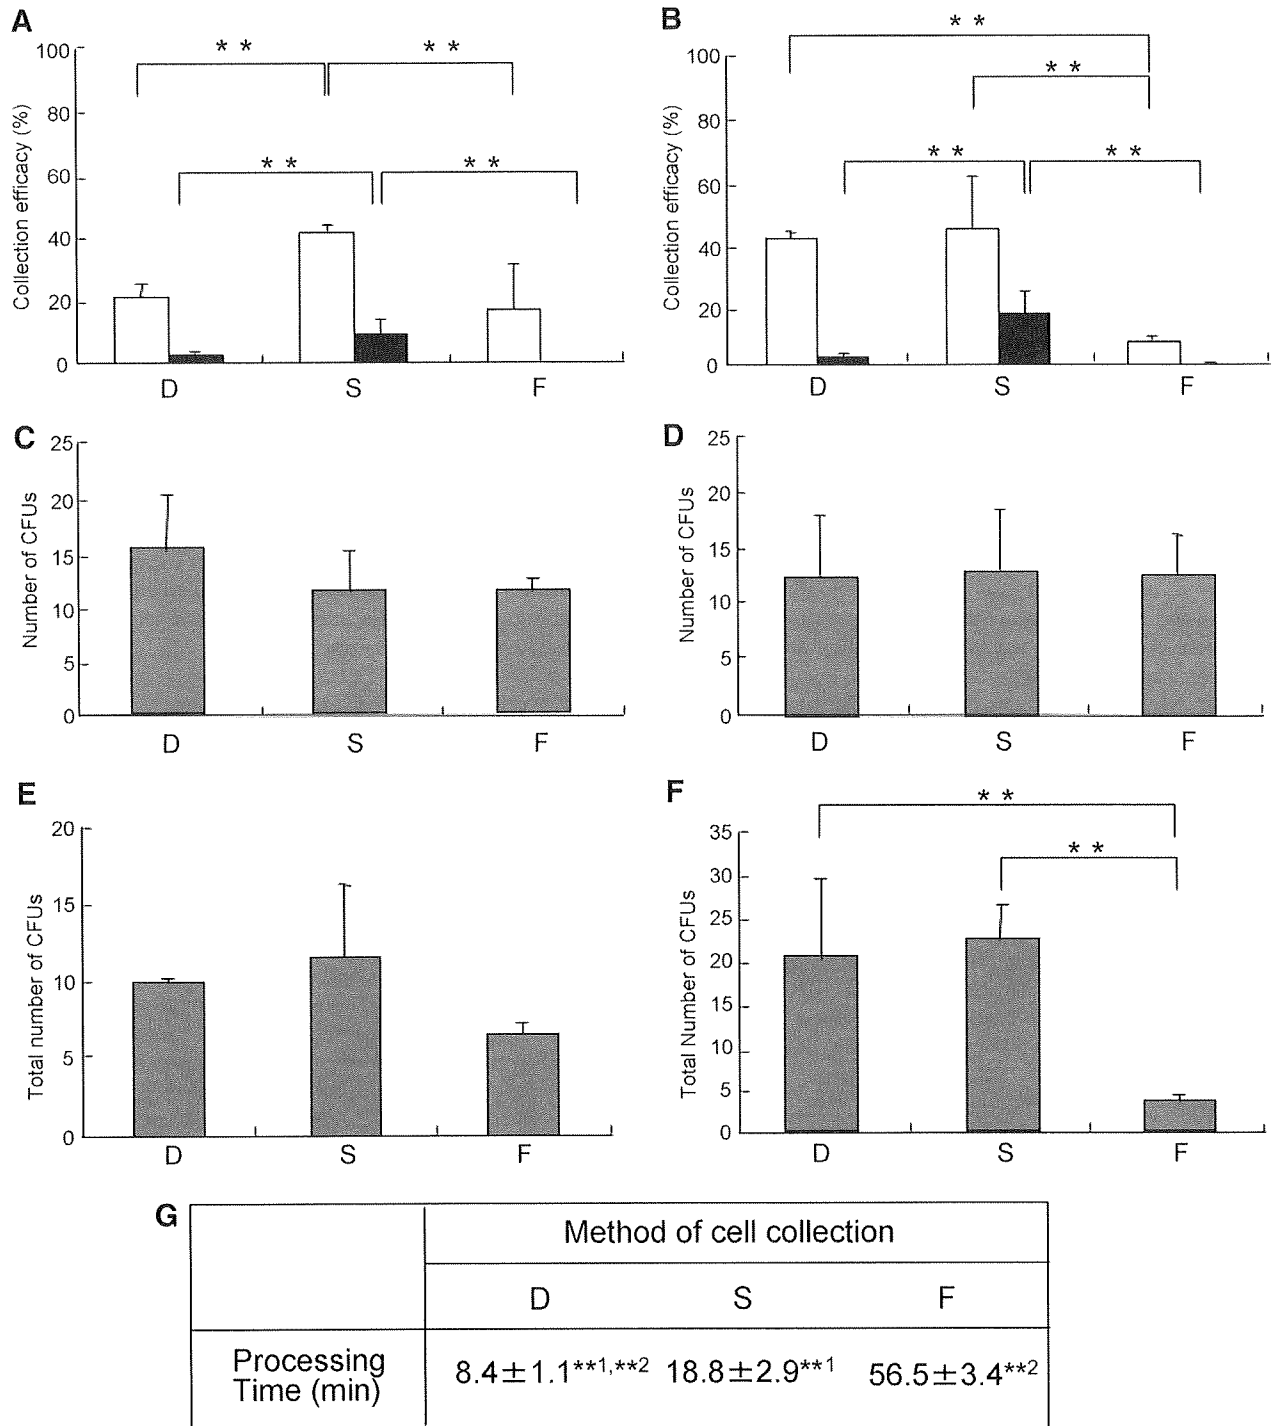 A
Collection efficacy (%)
100
80
60
40
20
0
* *
* *
* *
* *
D S F
B
Collection efficacy (%)
100
80
60
40
20
0
* *
* *
* *
* *
D S F
C
Number of CFUs
25
20
15
10
5
0
D S F
D
Number of CFUs
25
20
15
10
5
0
D S F
E
Total number of CFUs
20
15
10
5
0
D S F
F
Total Number of CFUs
35
30
25
20
15
10
5
0
* *
* *
D S F
G
Method of cell collection
D S F
Processing
Time (min)
8.4±1.1**1,**2 18.8±2.9**1 56.5±3.4**2